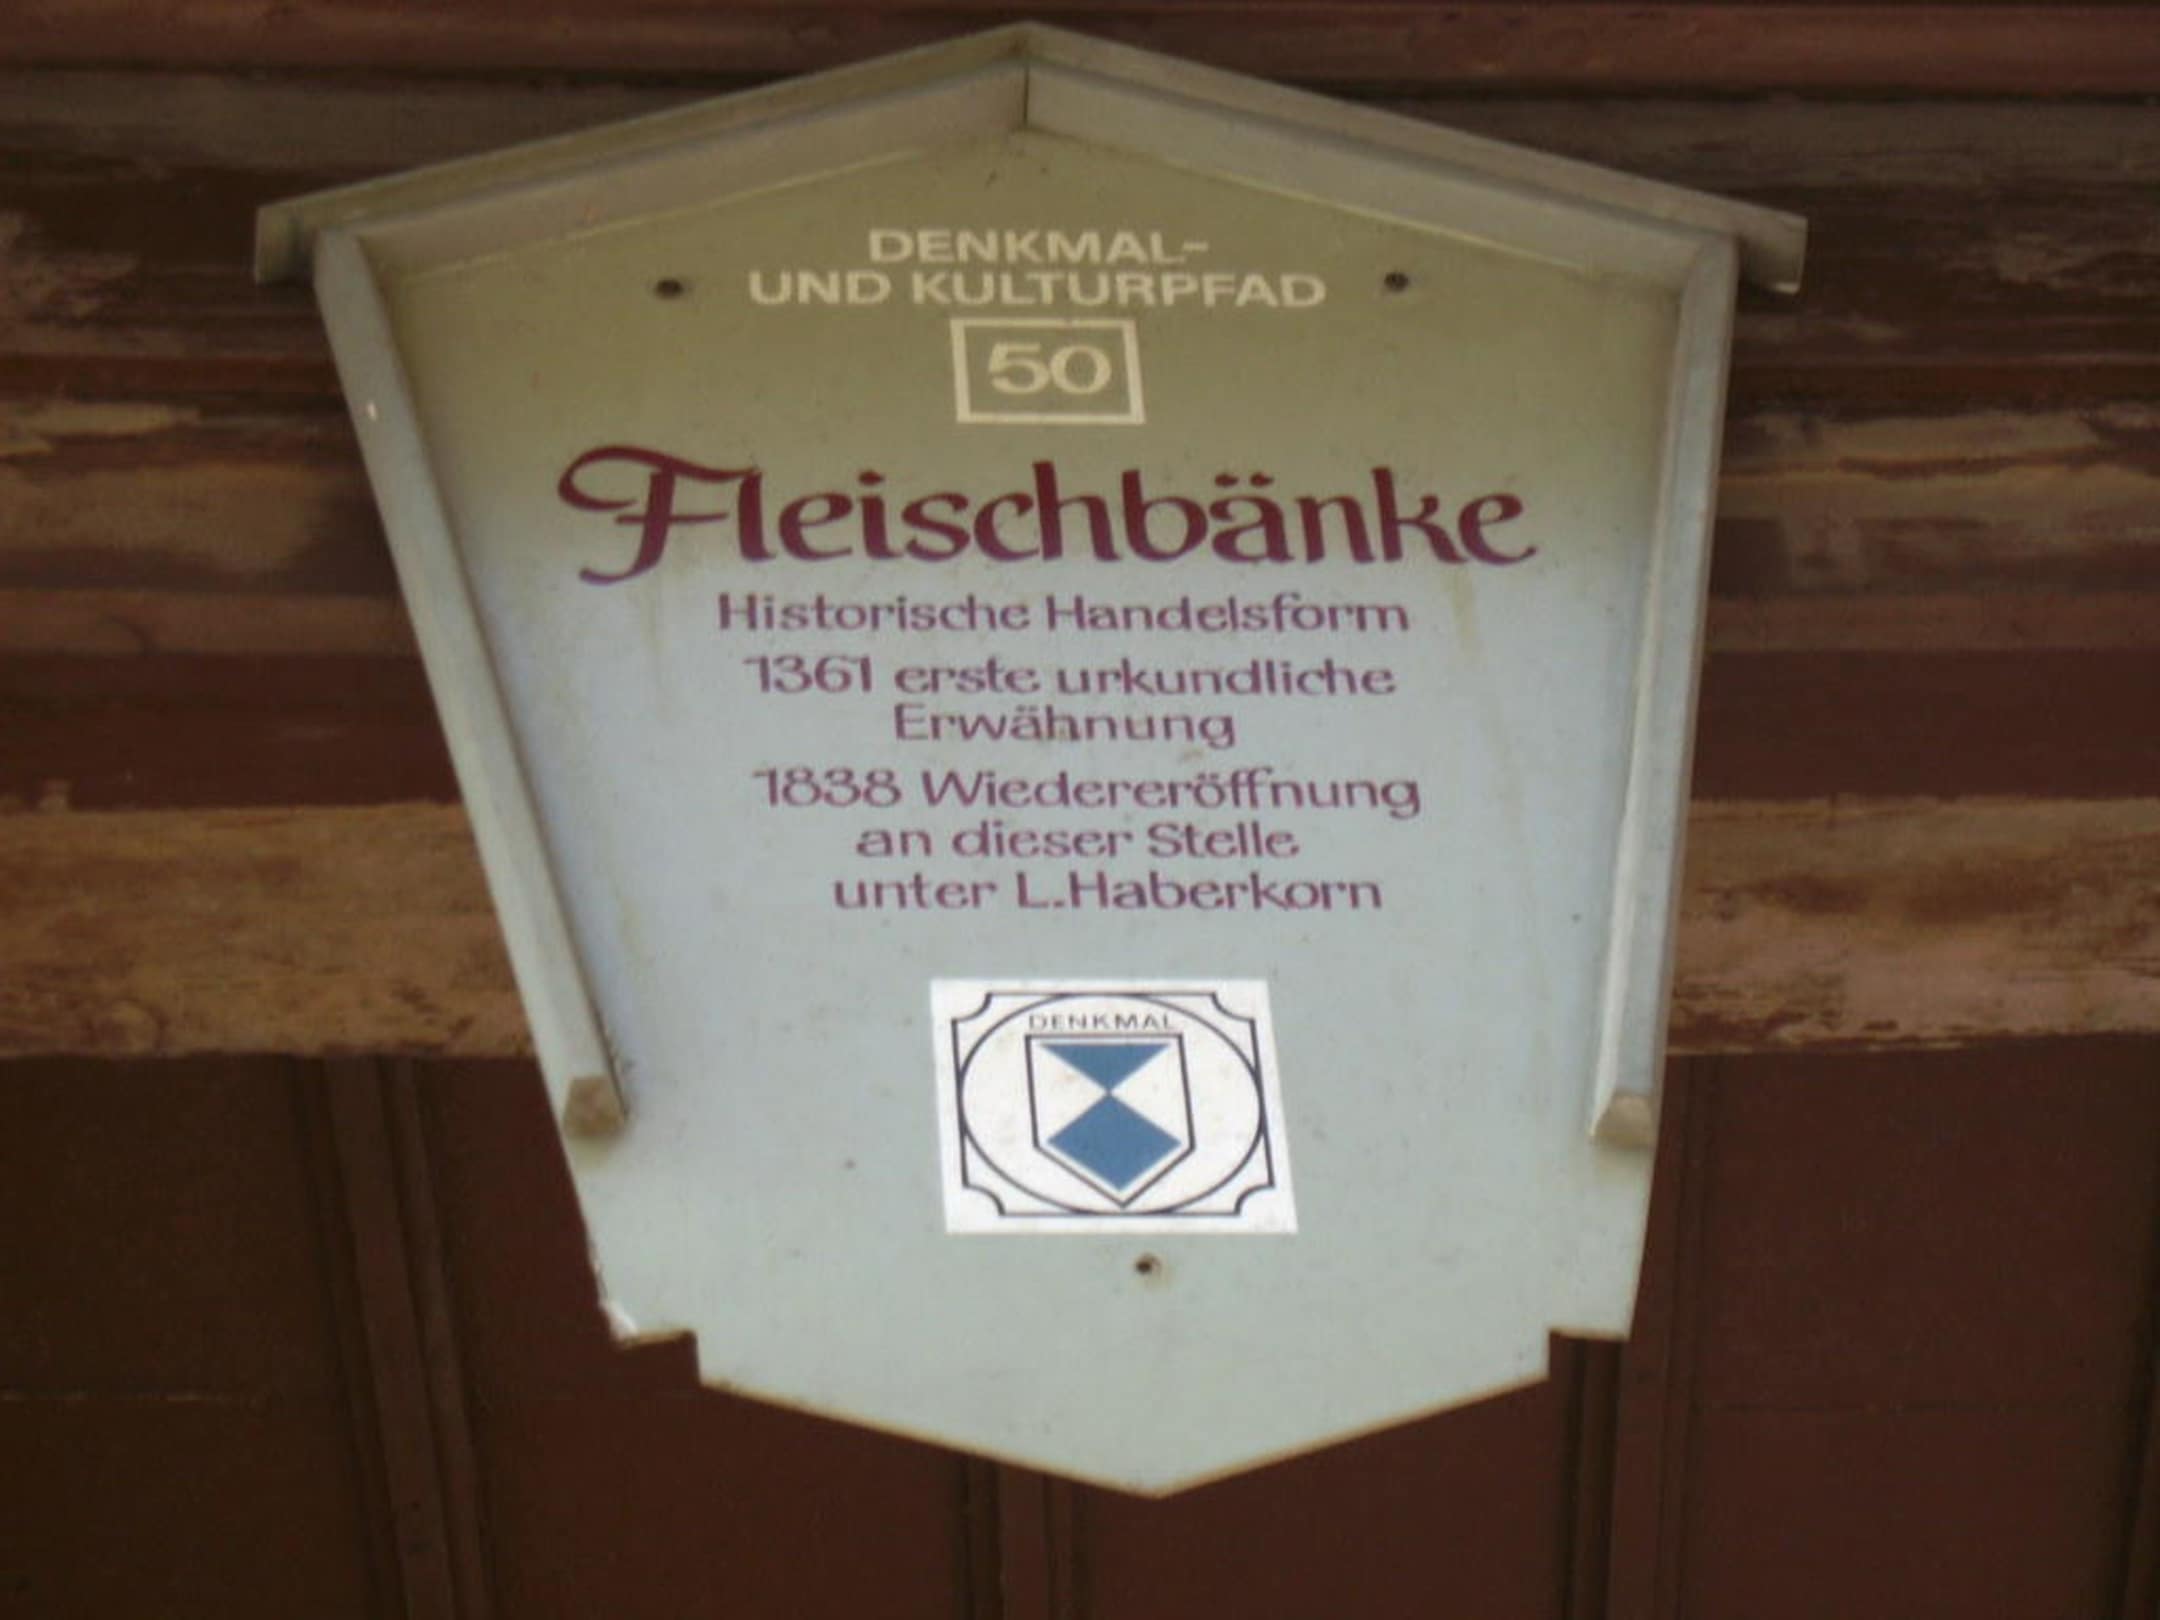 DENKMAL-
UND KULTURPFAD
50
Fleischbänke
Historische Handelsform
1361 erste urkundliche
Erwähnung
1838 Wiedereröffnung
an dieser Stelle
unter L.Haberkorn
DENKMAL